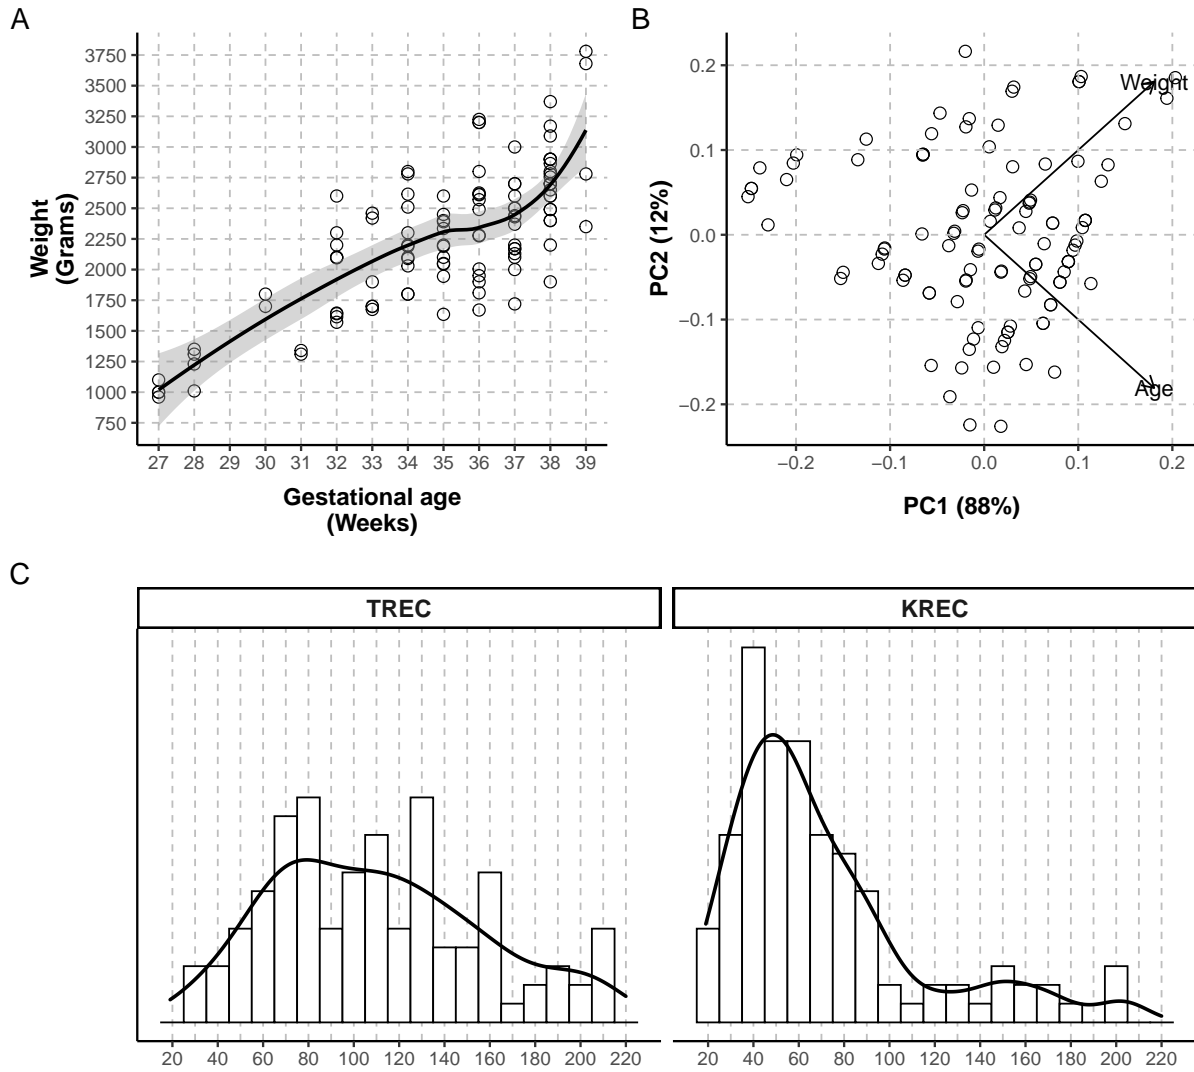 A
Weight
(Grams)
3750
3500
3250
3000
2750
2500
2250
2000
1750
1500
1250
1000
750
27 28 29 30 31 32 33 34 35 36 37 38 39
Gestational age
(Weeks)
B
PC2 (12%)
0.2
0.1
0.0
−0.1
−0.2
Weight
Age
−0.2 −0.1 0.0 0.1 0.2
PC1 (88%)
C
TREC
20 40 60 80 100 120 140 160 180 200 220
KREC
20 40 60 80 100 120 140 160 180 200 220